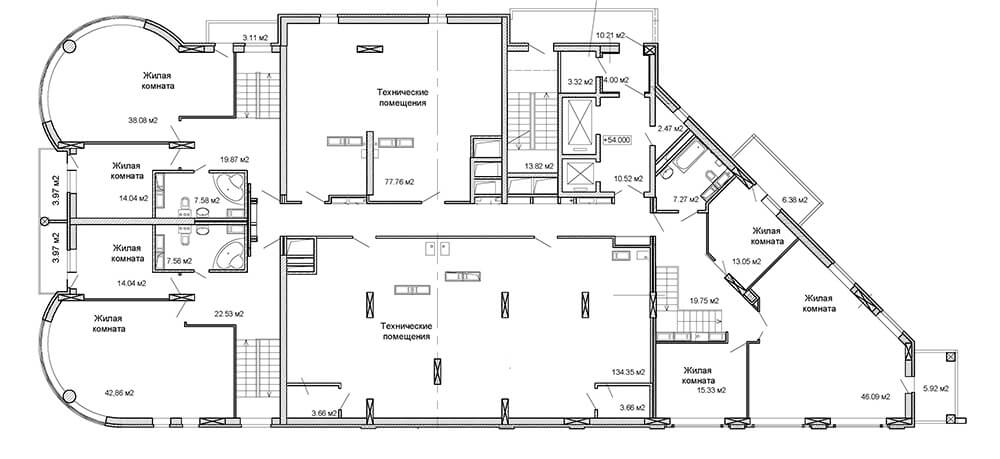 3.11 м2
10.21 м2
Жилая
комната
38.08 м2
Технические
помещения
77.76 м2
3.32 м2
4.00 м2
2.47 м2
+54.000
13.82 м2
10.52 м2
19.87 м2
Жилая
комната
14.04 м2
3.97 м2
7.58 м2
7.27 м2
6.38 м2
3.97 м2
Жилая
комната
14.04 м2
7.56 м2
Жилая
комната
13.05 м2
22.53 м2
Жилая
комната
42.86 м2
Технические
помещения
134.35 м2
3.66 м2
3.66 м2
19.75 м2
Жилая
комната
15.33 м2
Жилая
комната
46.09 м2
5.92 м2